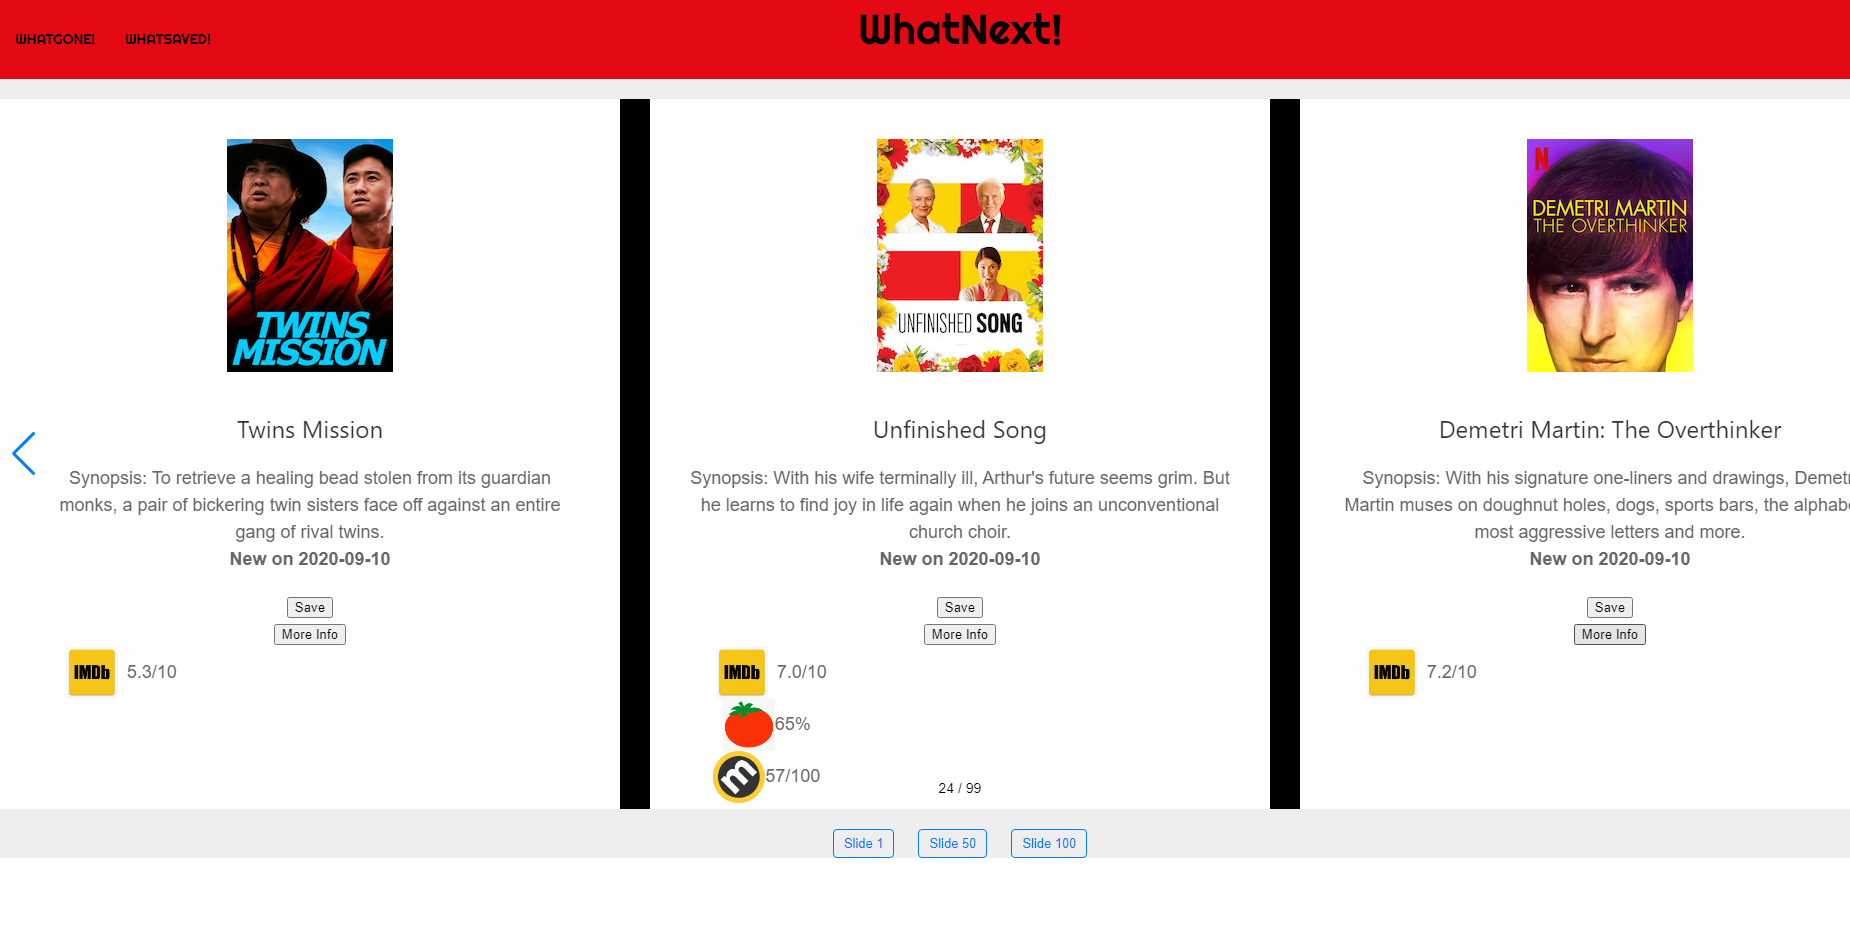 WHATGONE!
WHATSAVED!
WhatNext!
TWINS
MISSION
Twins Mission
Synopsis: To retrieve a healing bead stolen from its guardian
monks, a pair of bickering twin sisters face off against an entire
gang of rival twins.
New on 2020-09-10
Save
More Info
IMDb 5.3/10
UNFINISHED SONG
Unfinished Song
Synopsis: With his wife terminally ill, Arthur's future seems grim. But
he learns to find joy in life again when he joins an unconventional
church choir.
New on 2020-09-10
Save
More Info
IMDb 7.0/10
65%
m 57/100
24 / 99
N
DEMETRI MARTIN
THE OVERTHINKER
Demetri Martin: The Overthinker
Synopsis: With his signature one-liners and drawings, Demetr
Martin muses on doughnut holes, dogs, sports bars, the alphabe
most aggressive letters and more.
New on 2020-09-10
Save
More Info
IMDb 7.2/10
Slide 1
Slide 50
Slide 100